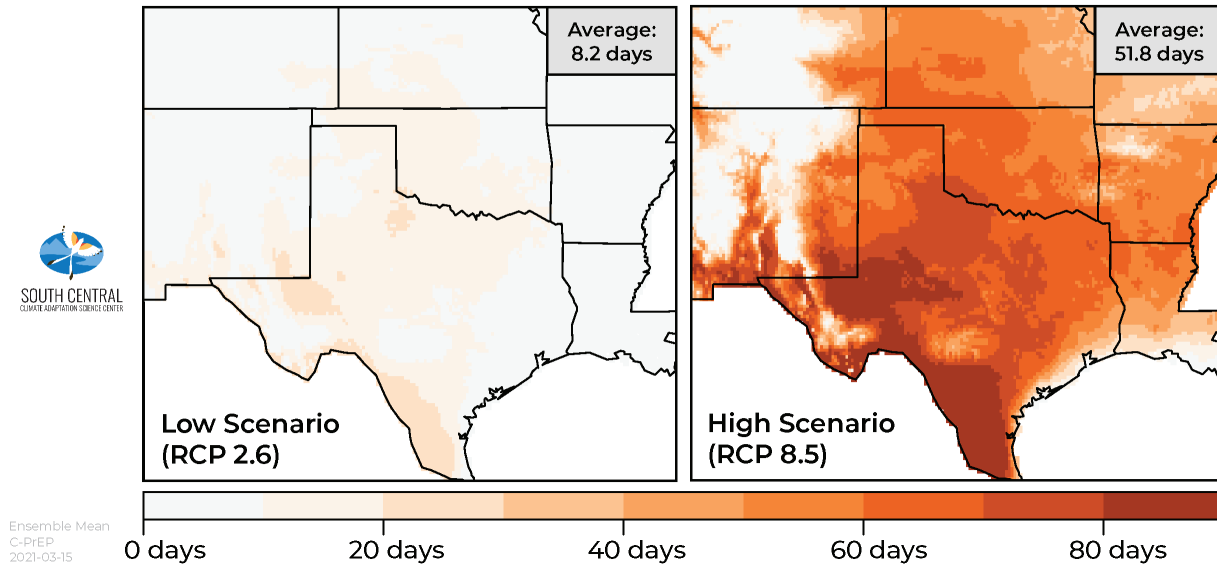 Average:
8.2 days
Average:
51.8 days
SOUTH CENTRAL
CLIMATE ADAPTATION SCIENCE CENTER
Low Scenario
(RCP 2.6)
High Scenario
(RCP 8.5)
Ensemble Mean
C-PrEP
2021-03-15
0 days
20 days
40 days
60 days
80 days